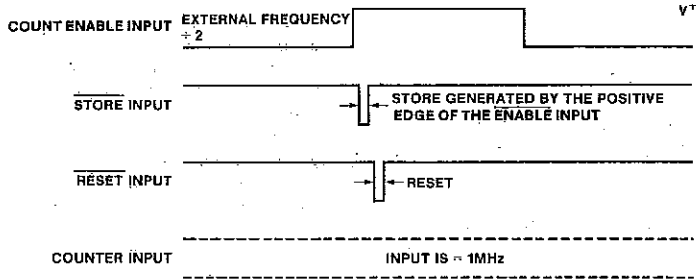 EXTERNAL FREQUENCY
÷ 2
V+
COUNT ENABLE INPUT
STORE INPUT
STORE GENERATED BY THE POSITIVE
EDGE OF THE ENABLE INPUT
RESET INPUT
RESET
COUNTER INPUT
INPUT IS ≈ 1MHz